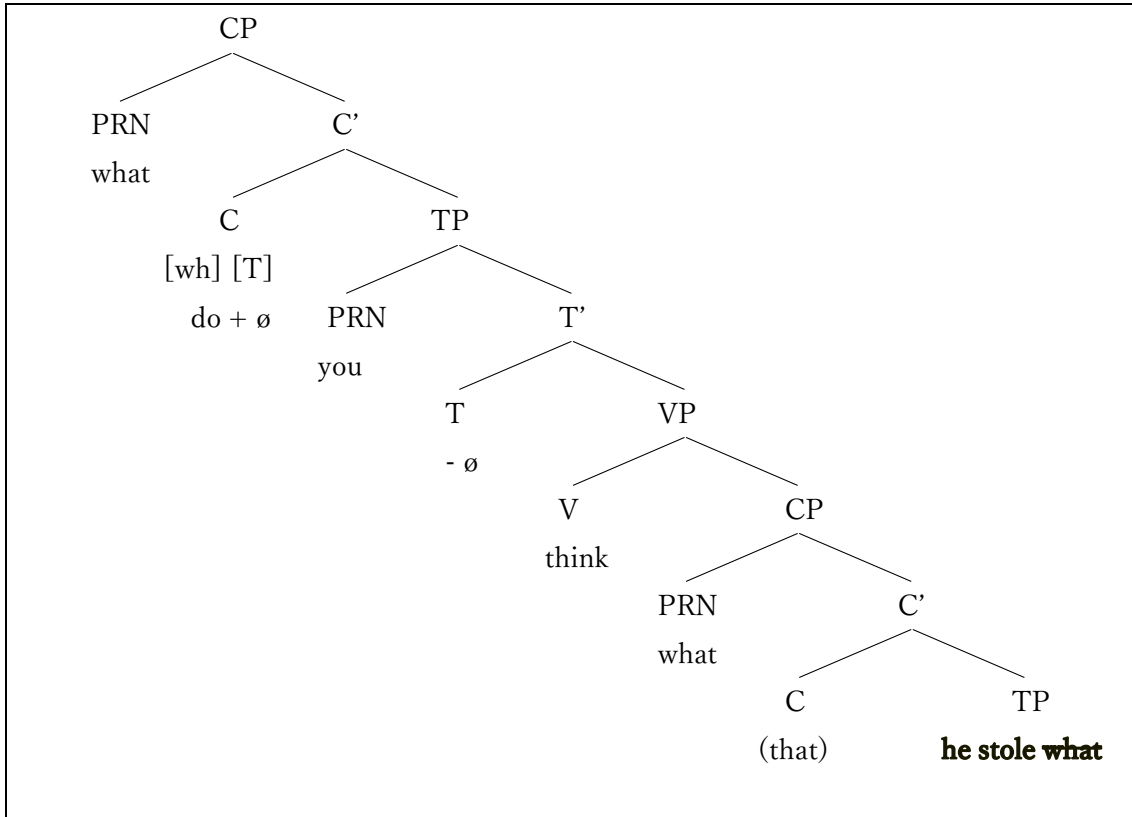 CP
PRN C’
what
C TP
[wh] [T]
do + ø PRN T’
you
T VP
- ø
V CP
think
PRN C’
what
C TP
(that) he stole what